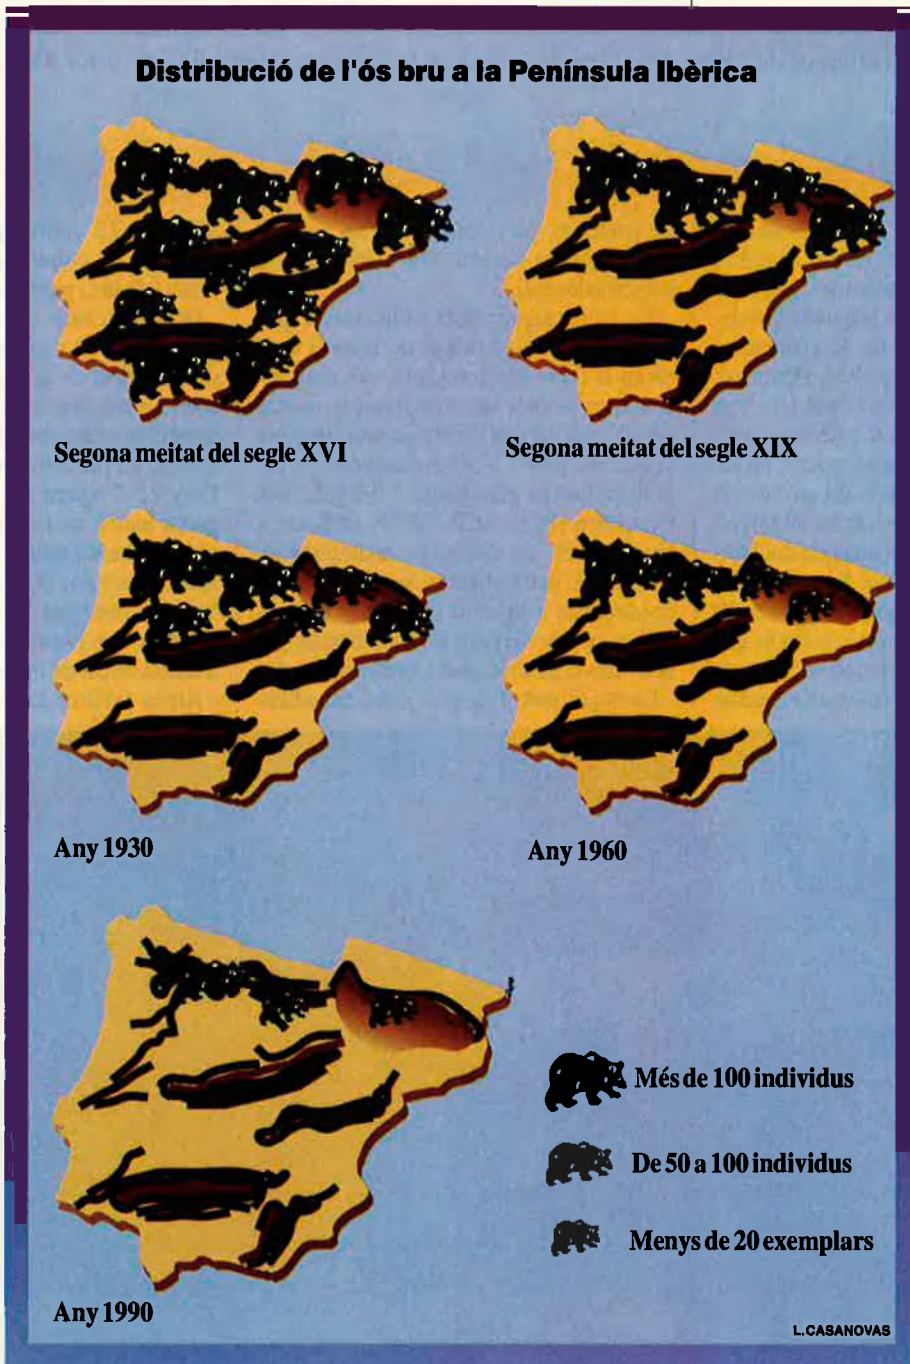 Distribució de l'ós bru a la Península Ibèrica
Segona meitat del segle XVI
Segona meitat del segle XIX
Any 1930
Any 1960
Any 1990
Més de 100 individus
De 50 a 100 individus
Menys de 20 exemplars
L.CASANOVAS